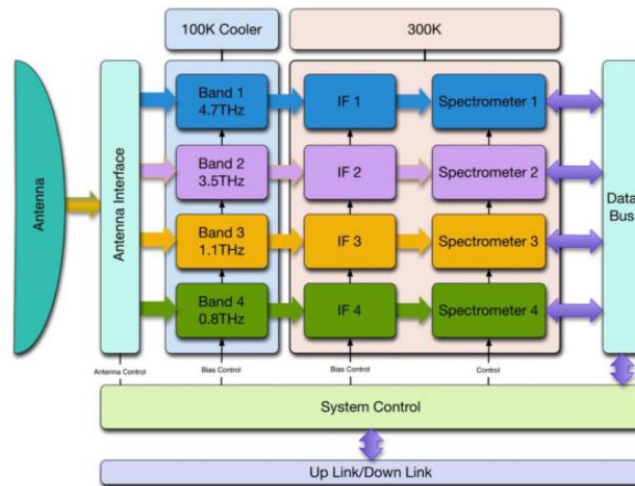 100K Cooler
300K
Antenna
Antenna Interface
Band 1
4.7THz
IF 1
Spectrometer 1
Band 2
3.5THz
IF 2
Spectrometer 2
Data
Bus
Band 3
1.1THz
IF 3
Spectrometer 3
Band 4
0.8THz
IF 4
Spectrometer 4
Antenna Control
Bias Control
Bias Control
Control
System Control
Up Link/Down Link